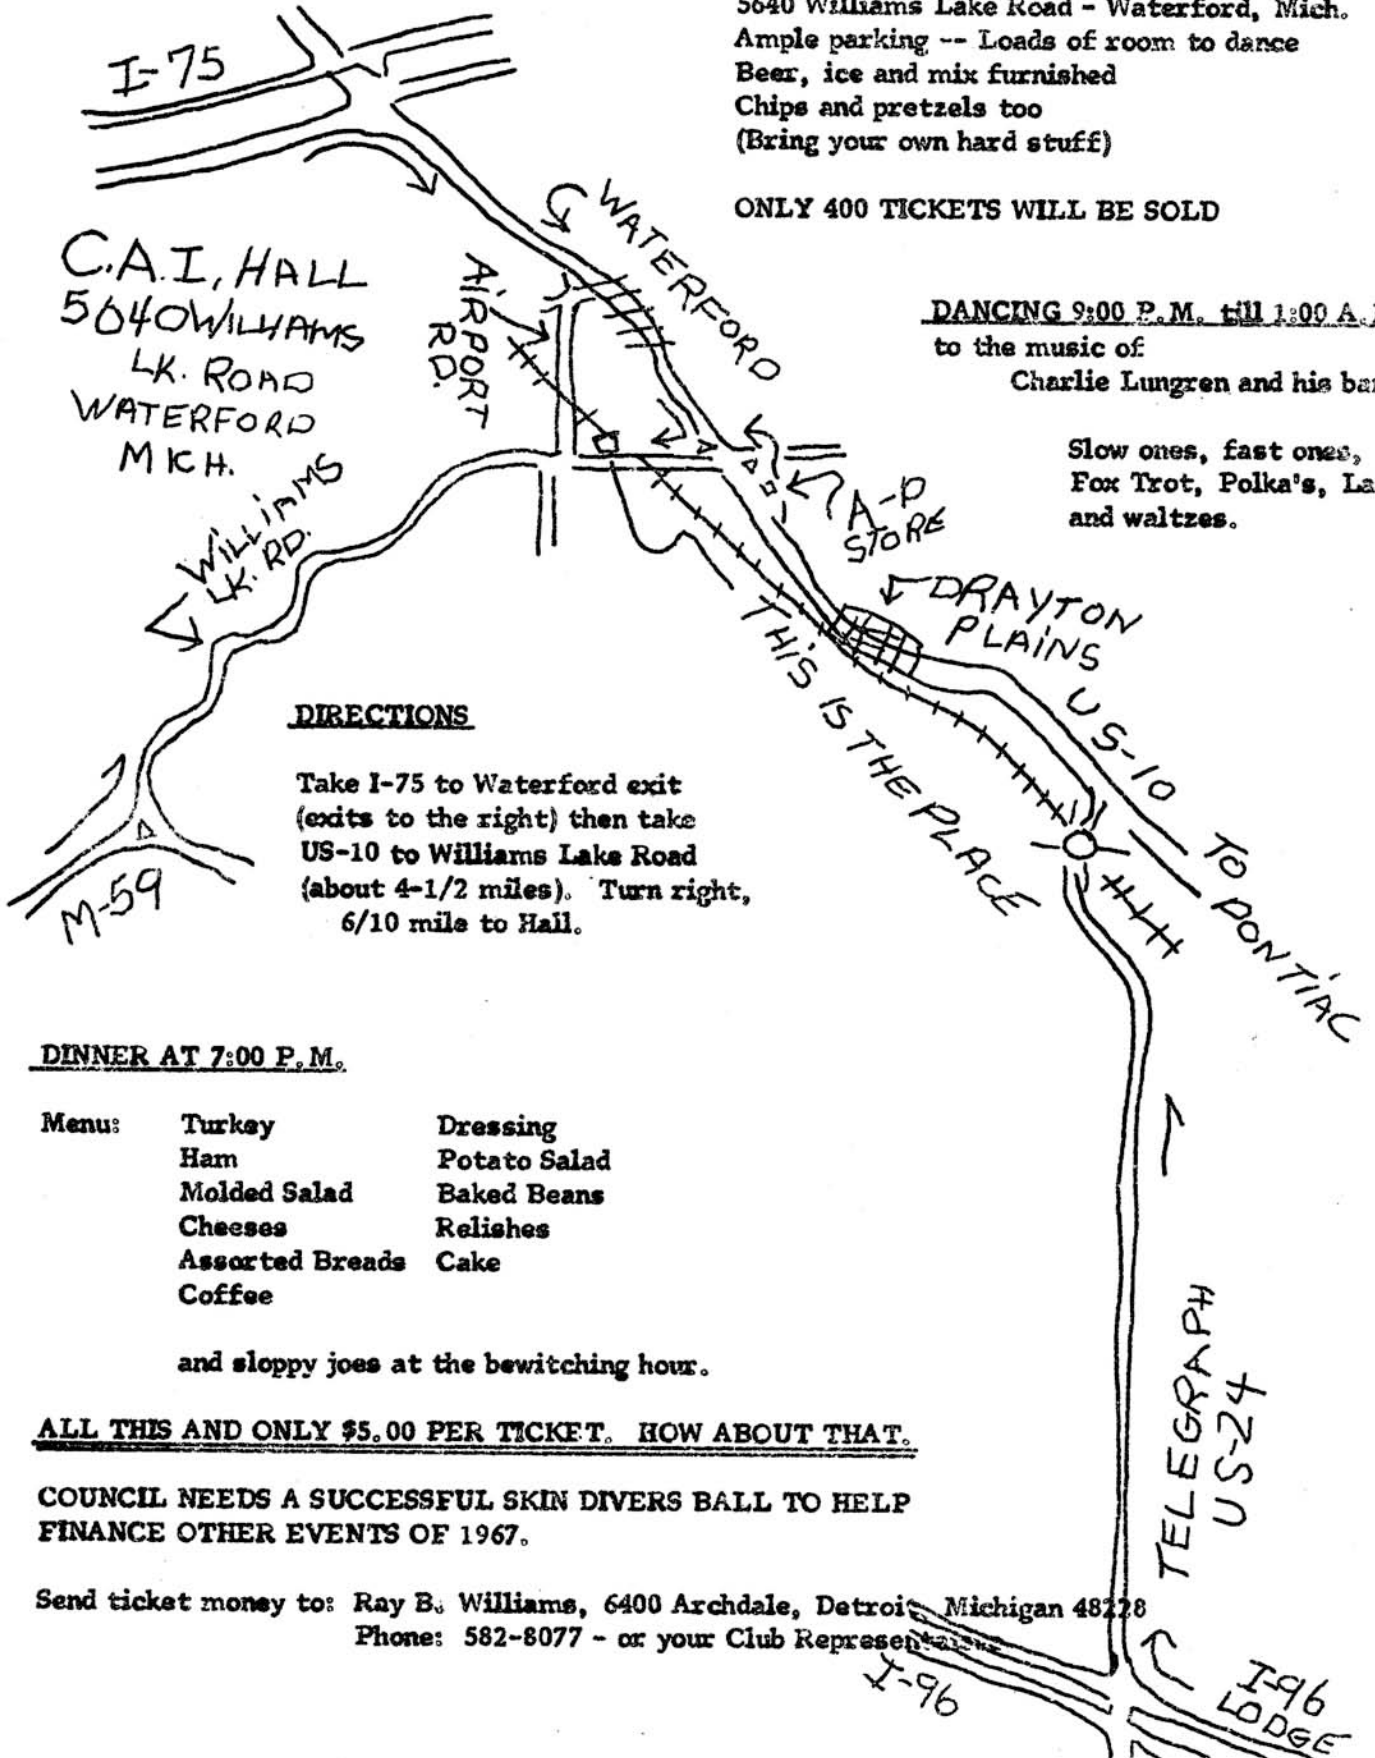 5640 Williams Lake Road - Waterford, Mich.
Ample parking -- Loads of room to dance
Beer, ice and mix furnished
Chips and pretzels too
(Bring your own hard stuff)
ONLY 400 TICKETS WILL BE SOLD
I-75
WATERFORD
C.A.I. HALL
5640 WILLIAMS
LK. ROAD
WATERFORD
MICH.
AIRPORT
RD.
DANCING 9:00 P.M. till 1:00 A.
to the music of
Charlie Lungren and his
Slow ones, fast ones,
Fox Trot, Polka's,
and waltzes.
WILLIAMS
LK. RD.
A-P
STORE
DRAYTON
PLAINS
THIS IS THE PLACE
US-10
TO
PONTIAC
M-59
DIRECTIONS
Take I-75 to Waterford exit
(exits to the right) then take
US-10 to Williams Lake Road
(about 4-1/2 miles). Turn right,
6/10 mile to Hall.
DINNER AT 7:00 P.M.
Menu: Turkey Dressing
Ham Potato Salad
Molded Salad Baked Beans
Cheeses Relishes
Assorted Breads Cake
Coffee
and sloppy joes at the bewitching hour.
ALL THIS AND ONLY $5.00 PER TICKET. HOW ABOUT THAT.
COUNCIL NEEDS A SUCCESSFUL SKIN DIVERS BALL TO HELP
FINANCE OTHER EVENTS OF 1967.
Send ticket money to: Ray B. Williams, 6400 Archdale, Detroit, Michigan 48228
Phone: 582-8077 - or your Club Representative
TELEGRAPH
US-24
I-96
I-96
LODGE